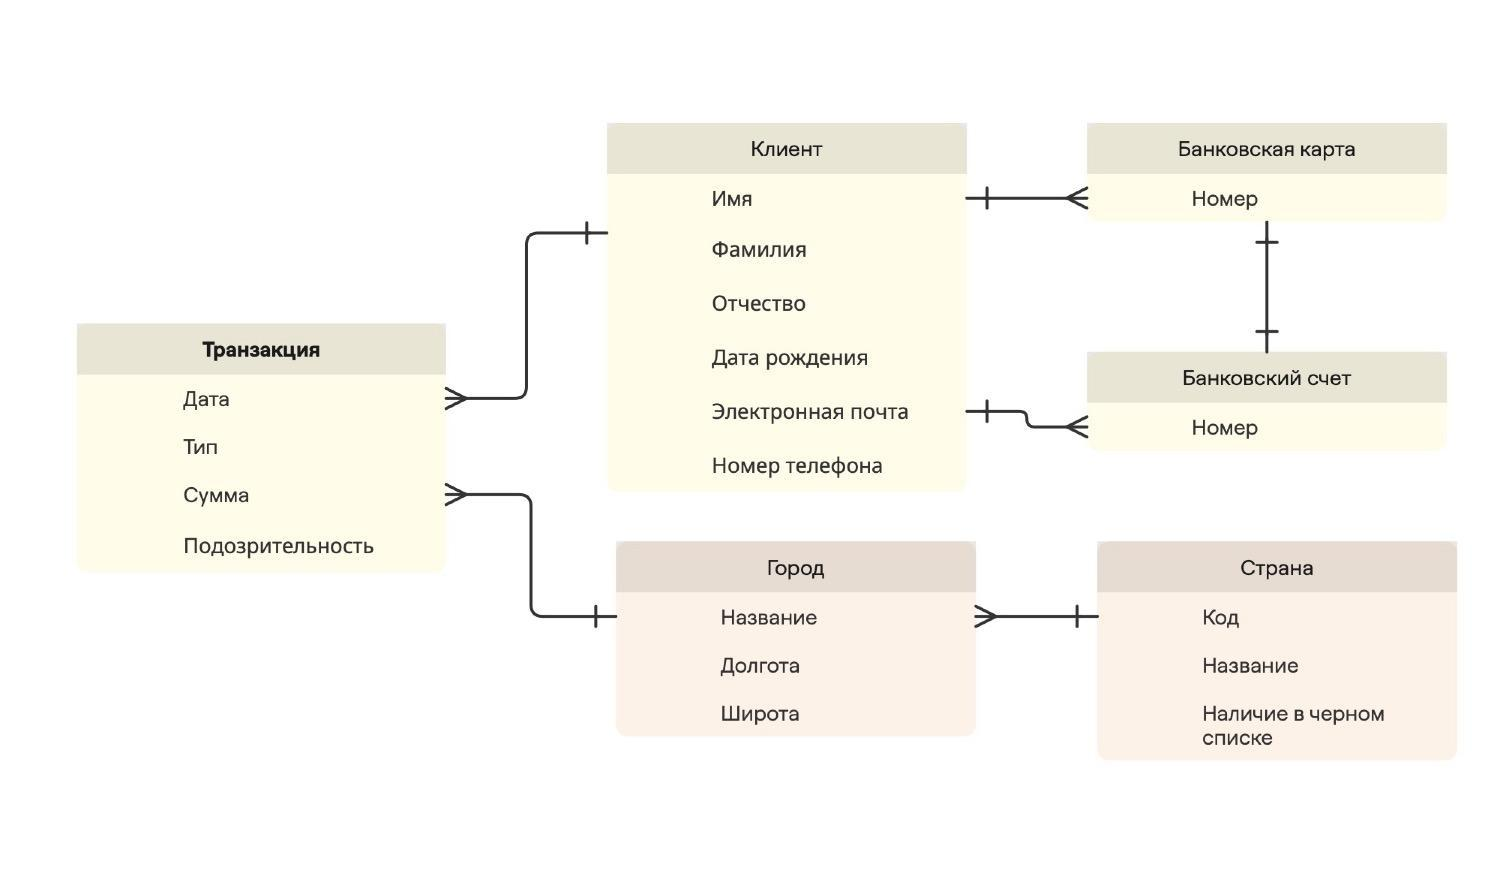 Клиент
Имя
Фамилия
Отчество
Дата рождения
Электронная почта
Номер телефона
Банковская карта
Номер
Банковский счет
Номер
Транзакция
Дата
Тип
Сумма
Подозрительность
Город
Название
Долгота
Широта
Страна
Код
Название
Наличие в черном
списке